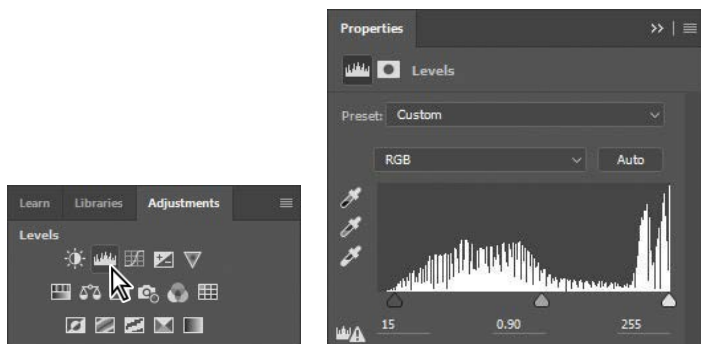 Learn Libraries Adjustments
Levels
Properties
Levels
Preset: Custom
RGB Auto
15 0.90 255